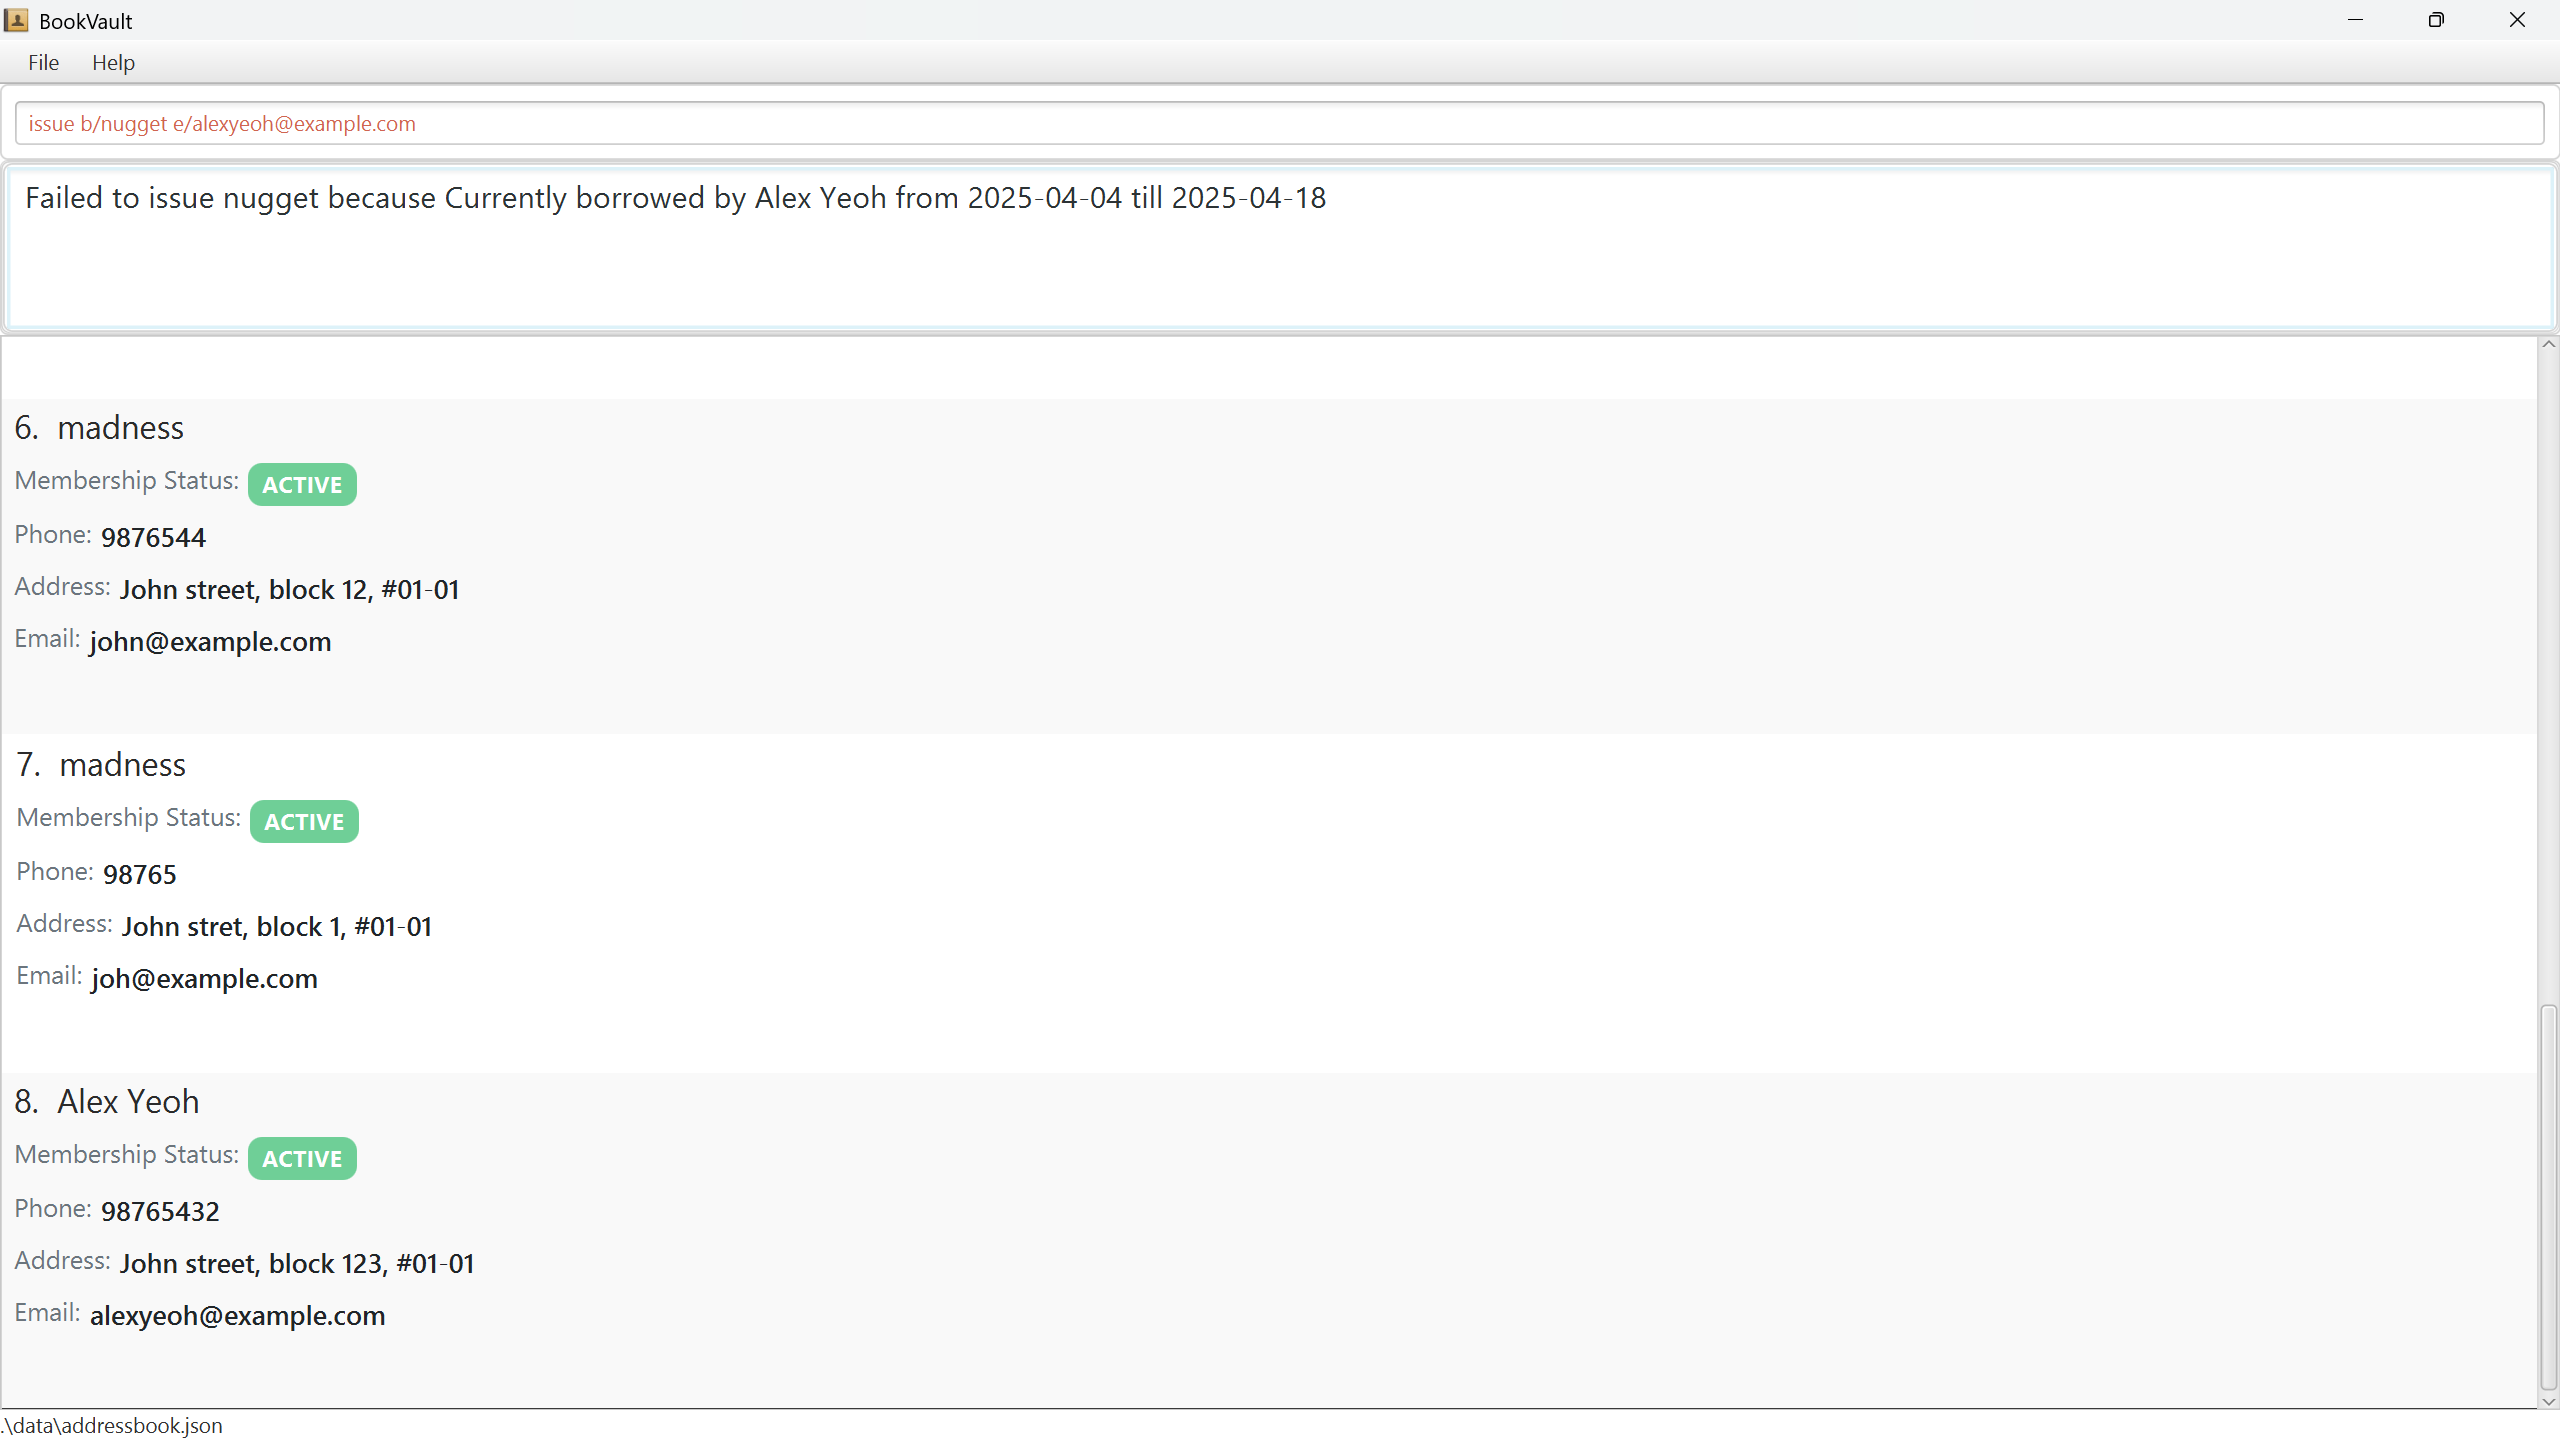 BookVault
File Help
issue b/nugget e/alexyeoh@example.com
Failed to issue nugget because Currently borrowed by Alex Yeoh from 2025-04-04 till 2025-04-18
6. madness
Membership Status: ACTIVE
Phone: 9876544
Address: John street, block 12, #01-01
Email: john@example.com
7. madness
Membership Status: ACTIVE
Phone: 98765
Address: John stret, block 1, #01-01
Email: joh@example.com
8. Alex Yeoh
Membership Status: ACTIVE
Phone: 98765432
Address: John street, block 123, #01-01
Email: alexyeoh@example.com
.\data\addressbook.json